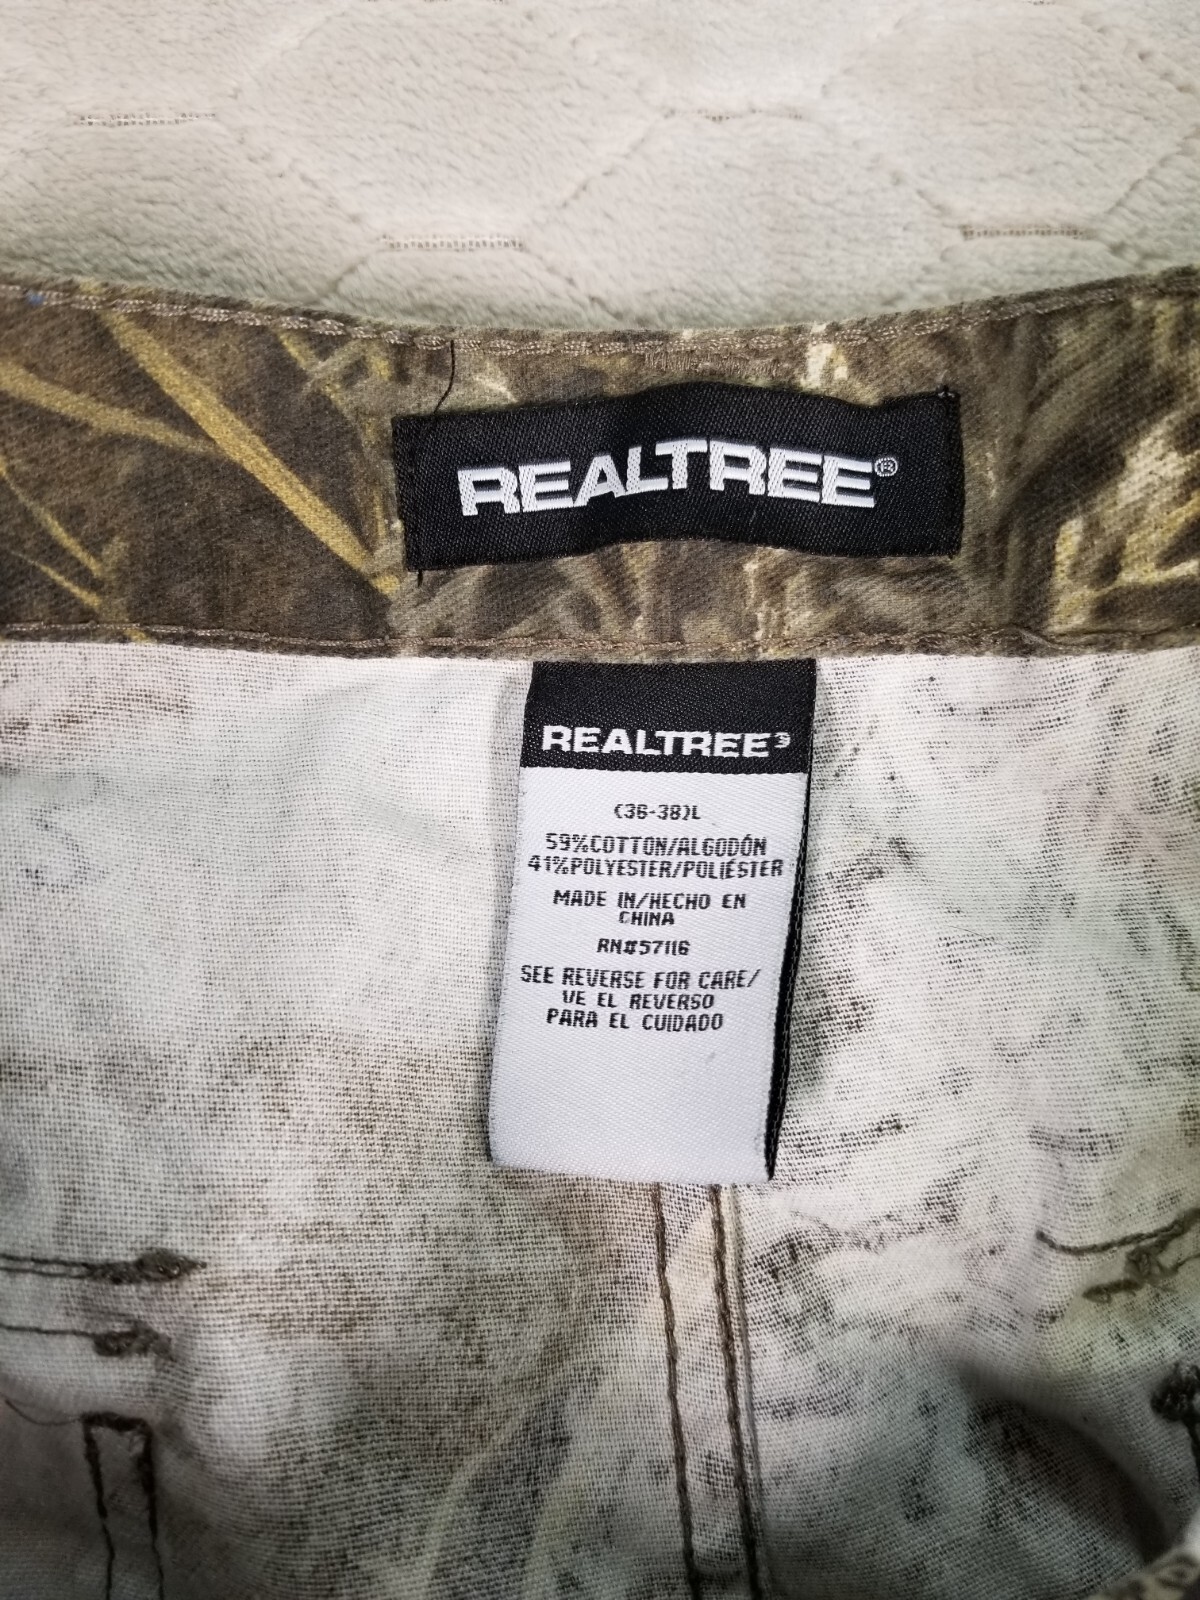 REALTREE®
REALTREE®
(36-38)L
59%COTTON/ALGODÓN
41%POLYESTER/POLIÉSTER
MADE IN/HECHO EN
CHINA
RN#57116
SEE REVERSE FOR CARE/
VE EL REVERSO
PARA EL CUIDADO